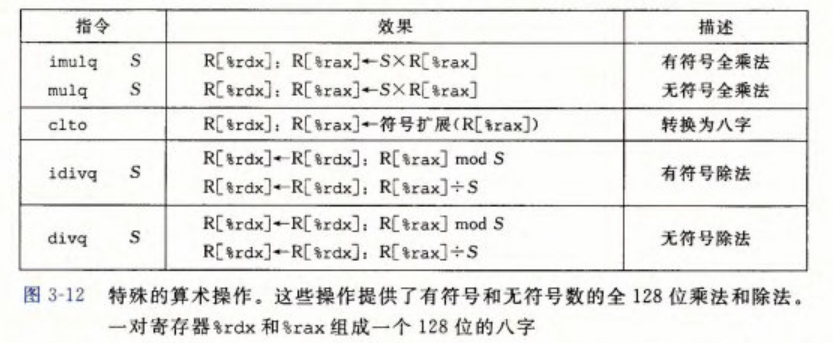 指令 效果 描述
imulq S R[%rdx]：R[%rax]←S×R[%rax] 有符号全乘法
mulq S R[%rdx]：R[%rax]←S×R[%rax] 无符号全乘法
clto R[%rdx]：R[%rax]←符号扩展(R[%rax]) 转换为八字
idivq S R[%rdx]←R[%rdx]：R[%rax] mod S 有符号除法
R[%rdx]←R[%rdx]：R[%rax]÷S
divq S R[%rdx]←R[%rdx]：R[%rax] mod S 无符号除法
R[%rdx]←R[%rdx]：R[%rax]÷S
图 3-12 特殊的算术操作。这些操作提供了有符号和无符号数的全 128 位乘法和除法。
一对寄存器%rdx 和%rax 组成一个 128 位的八字